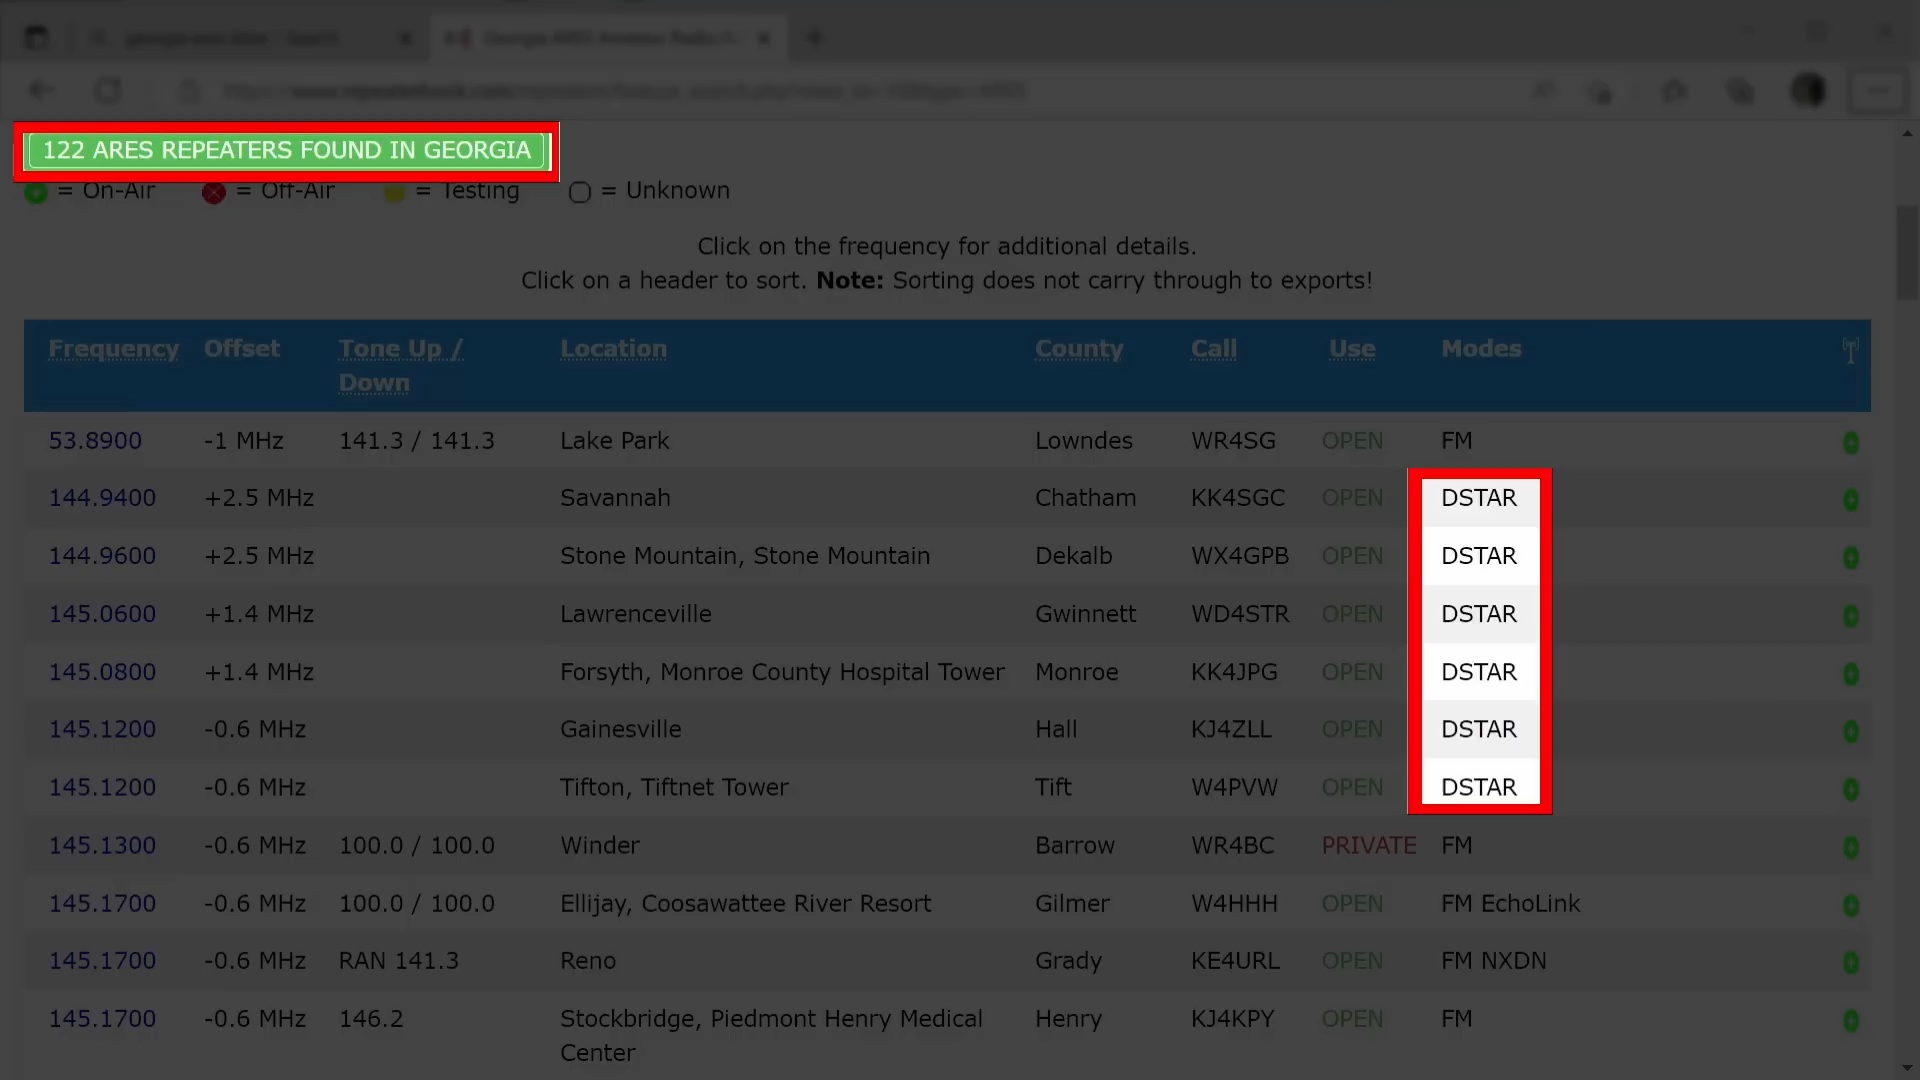 122 ARES REPEATERS FOUND IN GEORGIA
= On-Air = Off-Air = Testing = Unknown
Click on the frequency for additional details.
Click on a header to sort. Note: Sorting does not carry through to exports!
Frequency Offset Tone Up / Down Location County Call Use Modes
53.8900 -1 MHz 141.3 / 141.3 Lake Park Lowndes WR4SG OPEN FM
144.9400 +2.5 MHz Savannah Chatham KK4SGC OPEN DSTAR
144.9600 +2.5 MHz Stone Mountain, Stone Mountain Dekalb WX4GPB OPEN DSTAR
145.0600 +1.4 MHz Lawrenceville Gwinnett WD4STR OPEN DSTAR
145.0800 +1.4 MHz Forsyth, Monroe County Hospital Tower Monroe KK4JPG OPEN DSTAR
145.1200 -0.6 MHz Gainesville Hall KJ4ZLL OPEN DSTAR
145.1200 -0.6 MHz Tifton, Tiftnet Tower Tift W4PVW OPEN DSTAR
145.1300 -0.6 MHz 100.0 / 100.0 Winder Barrow WR4BC PRIVATE FM
145.1700 -0.6 MHz 100.0 / 100.0 Ellijay, Coosawattee River Resort Gilmer W4HHH OPEN FM EchoLink
145.1700 -0.6 MHz RAN 141.3 Reno Grady KE4URL OPEN FM NXDN
145.1700 -0.6 MHz 146.2 Stockbridge, Piedmont Henry Medical Center Henry KJ4KPY OPEN FM